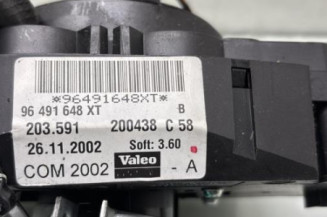 *96491648XT*
96 491 648 XT B
203.591 200438 C 58
26.11.2002 Soft: 3.60
COM 2002 Valeo - A